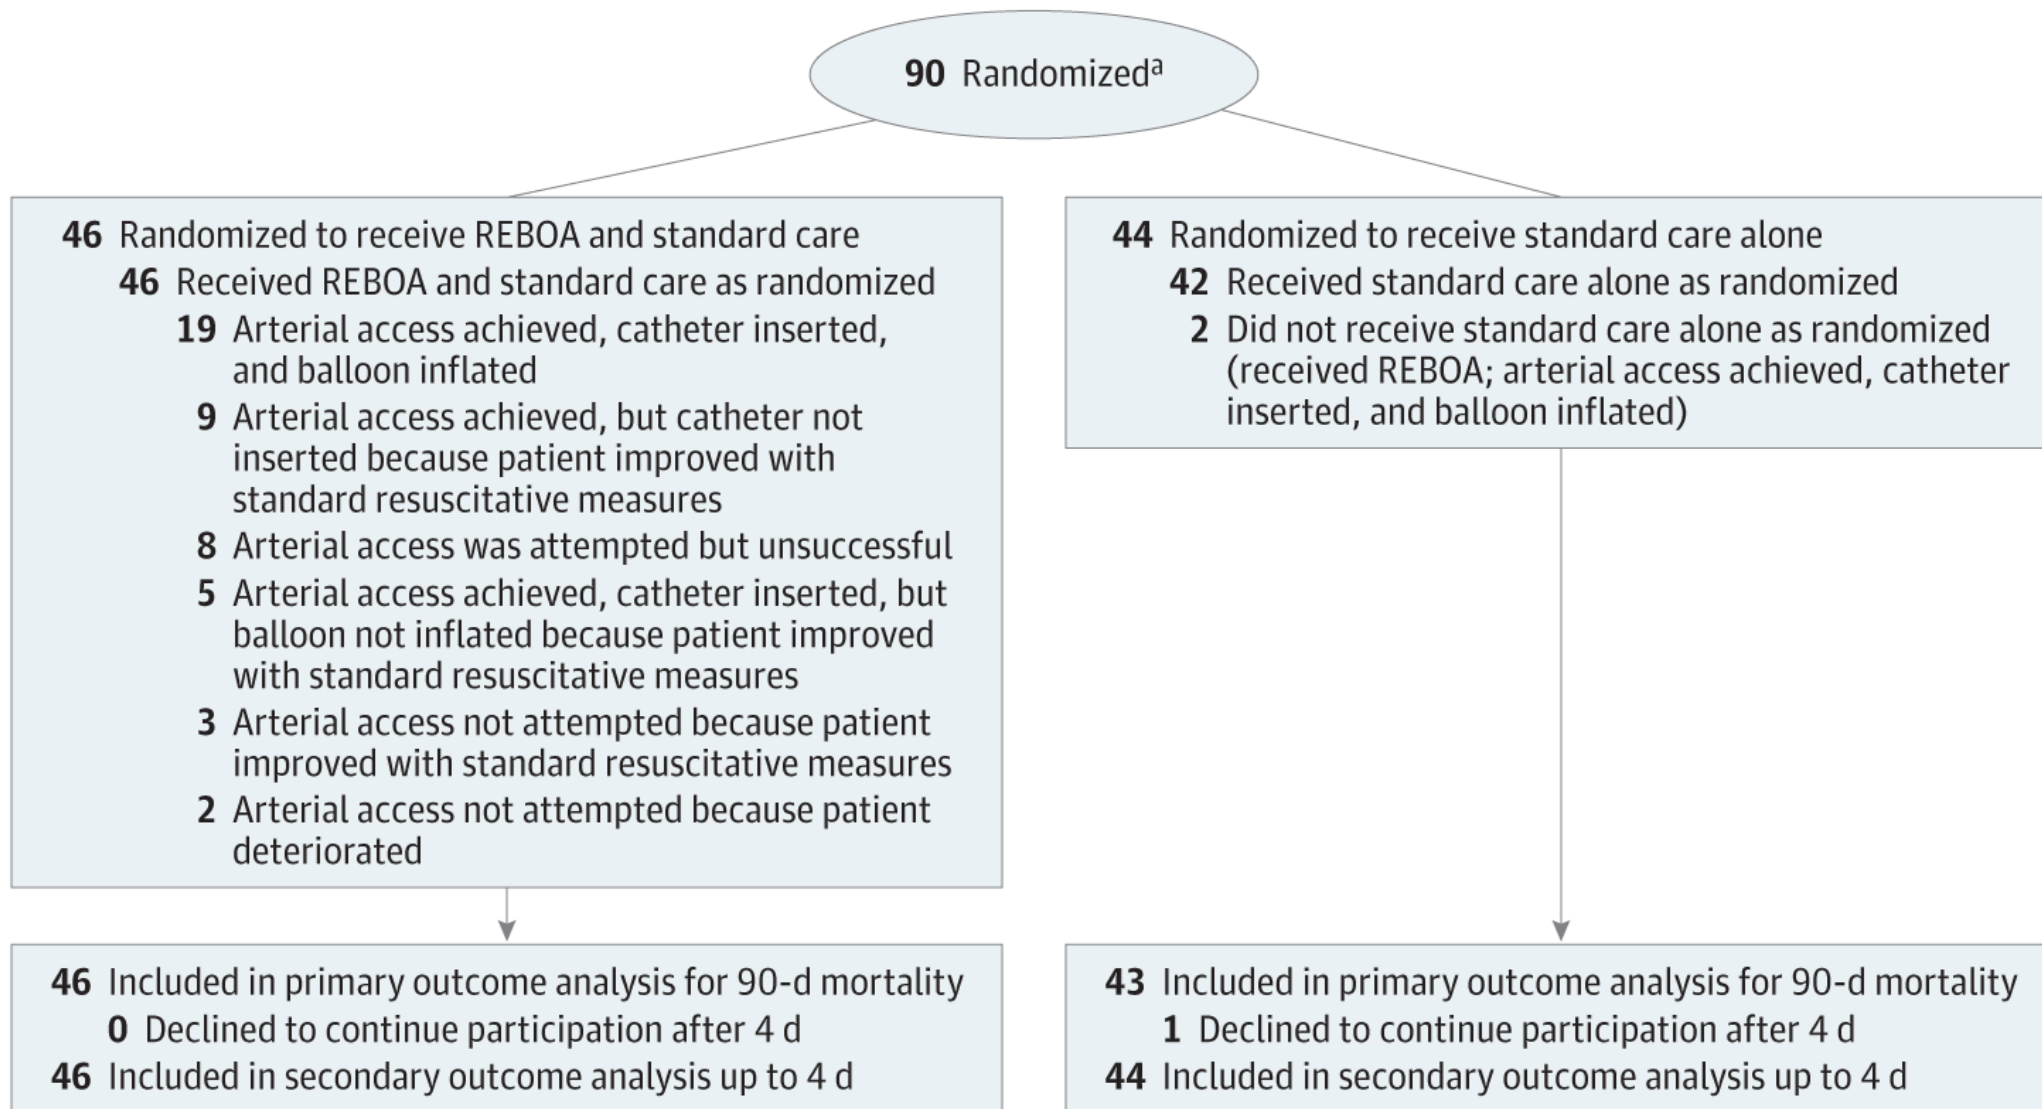 90 Randomizedᵃ
46 Randomized to receive REBOA and standard care
46 Received REBOA and standard care as randomized
19 Arterial access achieved, catheter inserted,
and balloon inflated
9 Arterial access achieved, but catheter not
inserted because patient improved with
standard resuscitative measures
8 Arterial access was attempted but unsuccessful
5 Arterial access achieved, catheter inserted, but
balloon not inflated because patient improved
with standard resuscitative measures
3 Arterial access not attempted because patient
improved with standard resuscitative measures
2 Arterial access not attempted because patient
deteriorated
44 Randomized to receive standard care alone
42 Received standard care alone as randomized
2 Did not receive standard care alone as randomized
(received REBOA; arterial access achieved, catheter
inserted, and balloon inflated)
46 Included in primary outcome analysis for 90-d mortality
0 Declined to continue participation after 4 d
46 Included in secondary outcome analysis up to 4 d
43 Included in primary outcome analysis for 90-d mortality
1 Declined to continue participation after 4 d
44 Included in secondary outcome analysis up to 4 d